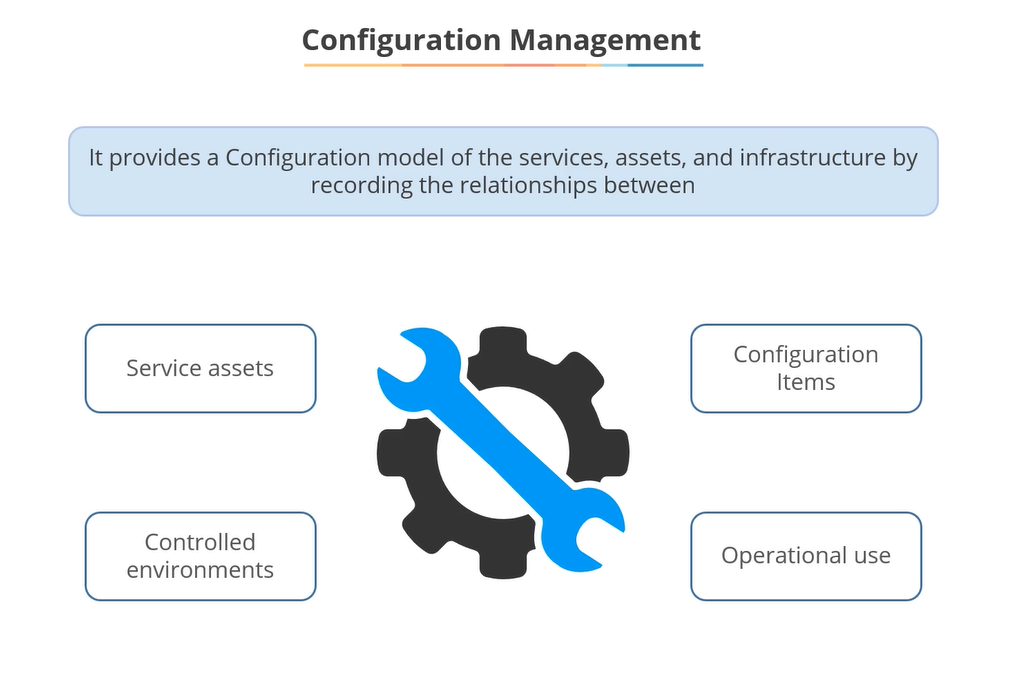 Configuration Management
It provides a Configuration model of the services, assets, and infrastructure by
recording the relationships between
Service assets
Configuration
Items
Controlled
environments
Operational use